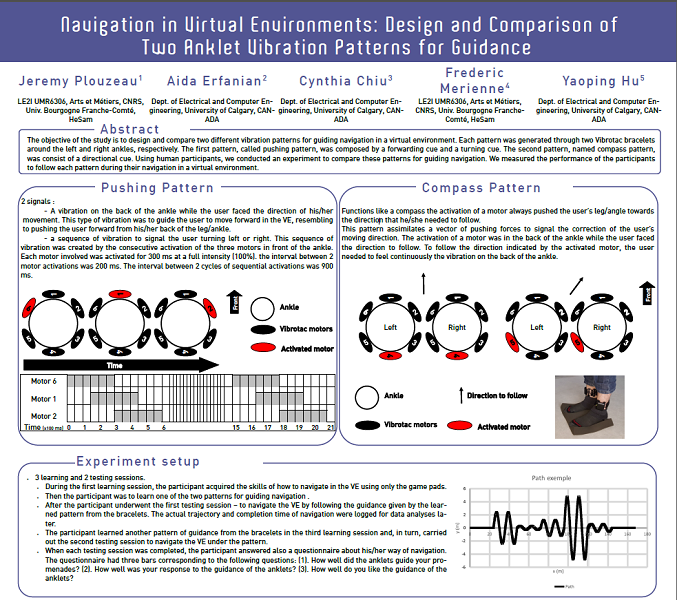 Navigation in Virtual Environments: Design and Comparison of
Two Anklet Vibration Patterns for Guidance
Jeremy Plouzeau1
Aida Erfanian2
Cynthia Chiu3
Frederic
Merienne4
Yaoping Hu5
LE2I UMR6306, Arts et Métiers, CNRS,
Univ. Bourgogne Franche-Comté,
HeSam
Dept. of Electrical and Computer En-
gineering, University of Calgary, CAN-
ADA
Dept. of Electrical and Computer En-
gineering, University of Calgary, CAN-
ADA
LE2I UMR6306, Arts et Métiers,
CNRS, Univ. Bourgogne Franche-
Comté, HeSam
Dept. of Electrical and Computer En-
gineering, University of Calgary, CAN-
ADA
Abstract
The objective of the study is to design and compare two different vibration patterns for guiding navigation in a virtual environment. Each pattern was generated through two Vibrotac bracelets
around the left and right ankles, respectively. The first pattern, called pushing pattern, was composed by a forwarding cue and a turning cue. The second pattern, named compass pattern,
was consist of a directional cue. Using human participants, we conducted an experiment to compare these patterns for guiding navigation. We measured the performance of the participants
to follow each pattern during their navigation in a virtual environment.
Pushing Pattern
2 signals :
- A vibration on the back of the ankle while the user faced the direction of his/her
movement. This type of vibration was to guide the user to move forward in the VE, resembling
to pushing the user forward from his/her back of the leg/ankle.
- a sequence of vibration to signal the user turning left or right. This sequence of
vibration was created by the consecutive activation of the three motors in front of the ankle.
Each motor involved was activated for 300 ms at a full intensity (100%). the interval between 2
motor activations was 200 ms. The interval between 2 cycles of sequential activations was 900
ms.
Front
Ankle
Vibrotac motors
Activated motor
Time
Motor 6
Motor 1
Motor 2
Time (x100 ms) 0 1 2 3 4 5 6 15 16 17 18 19 20 21
Compass Pattern
Functions like a compass the activation of a motor always pushed the user's leg/angle towards
the direction that he/she needed to follow.
This pattern assimilates a vector of pushing forces to signal the correction of the user's
moving direction. The activation of a motor was in the back of the ankle while the user faced
the direction to follow. To follow the direction indicated by the activated motor, the user
needed to feel continuously the vibration on the back of the ankle.
Front
Left
Right
Left
Right
Ankle
Direction to follow
Vibrotac motors
Activated motor
Experiment setup
. 3 learning and 2 testing sessions.
. During the first learning session, the participant acquired the skills of how to navigate in the VE using only the game pads.
. Then the participant was to learn one of the two patterns for guiding navigation .
. After the participant underwent the first testing session – to navigate the VE by following the guidance given by the lear-
ned pattern from the bracelets. The actual trajectory and completion time of navigation were logged for data analyses la-
ter.
. The participant learned another pattern of guidance from the bracelets in the third learning session and, in turn, carried
out the second testing session to navigate the VE under the pattern.
. When each testing session was completed, the participant answered also a questionnaire about his/her way of navigation.
The questionnaire had three bars corresponding to the following questions: (1). How well did the anklets guide your pro-
menades? (2). How well was your response to the guidance of the anklets? (3). How well do you like the guidance of the
anklets?
Path exemple
6
4
2
0
-2
-4
-6
Y (m)
0 20 40 60 80 100 120 140 160 180
X (m)
Path